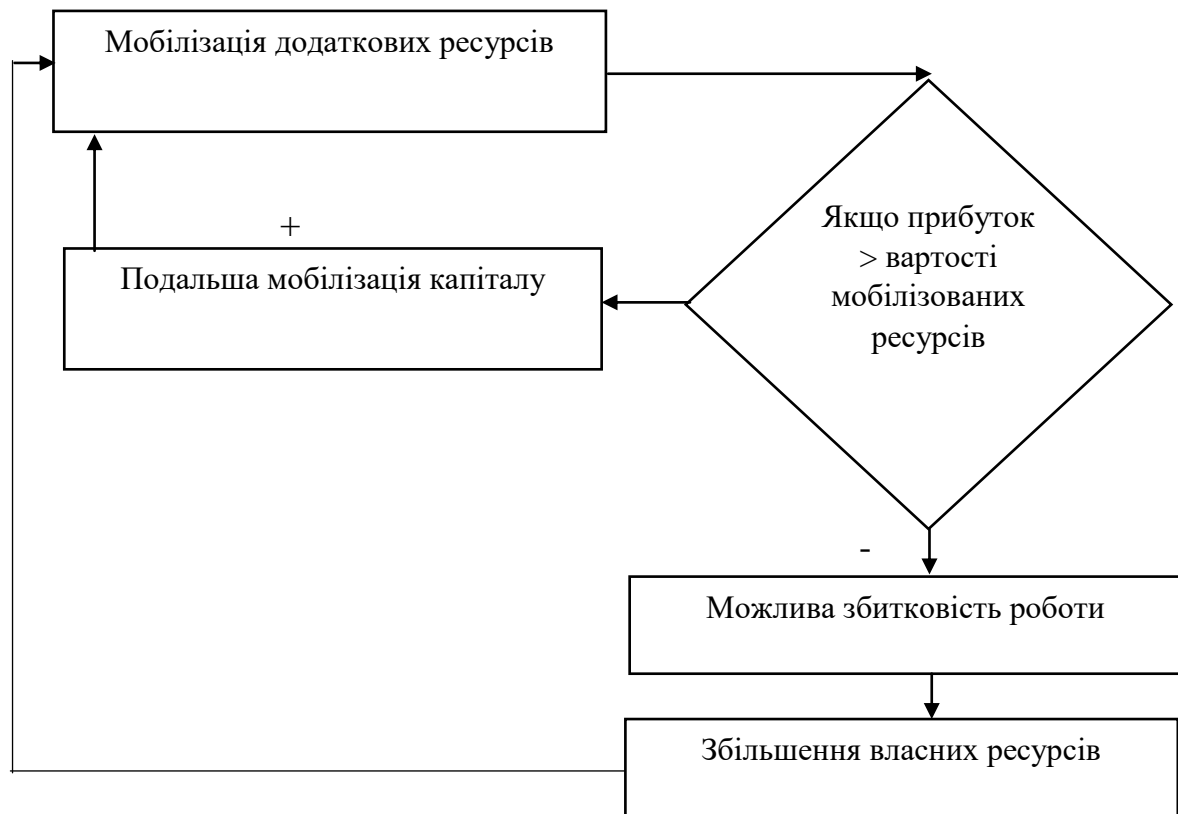 Мобілізація додаткових ресурсів
Якщо прибуток
> вартості
мобілізованих
ресурсів
+
Подальша мобілізація капіталу
-
Можлива збитковість роботи
Збільшення власних ресурсів